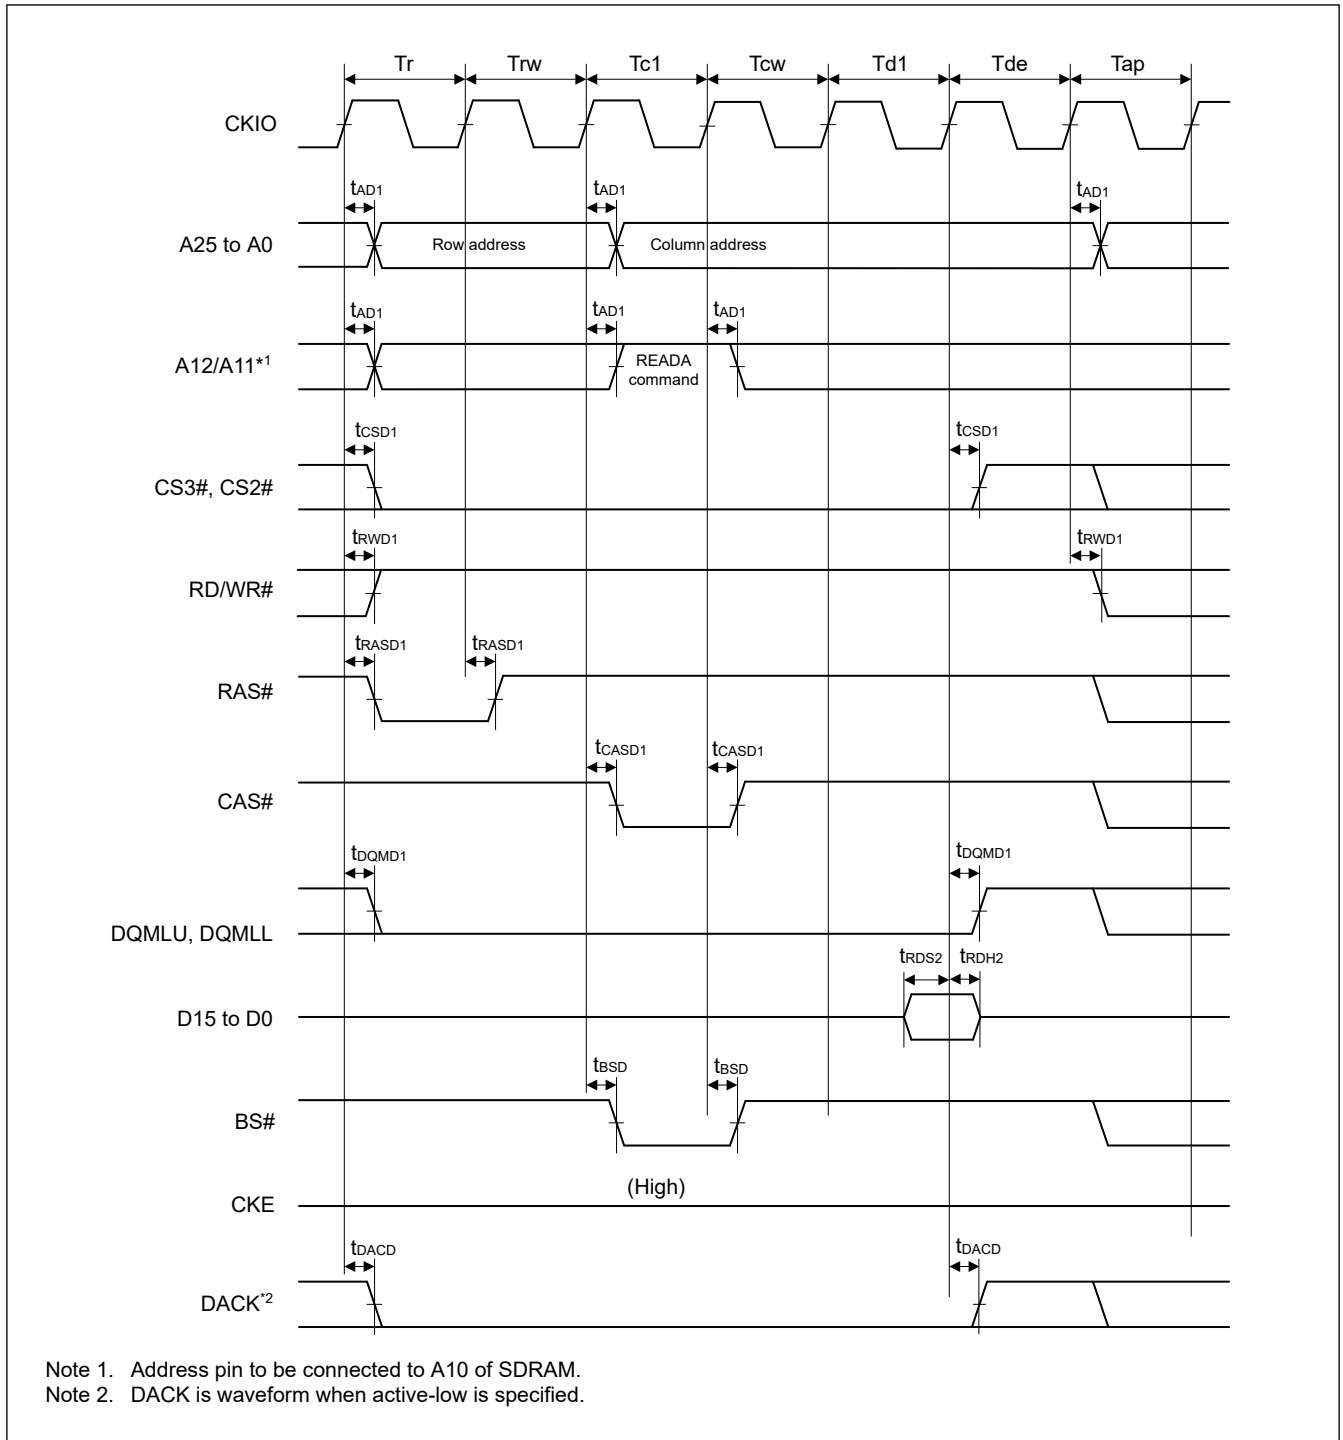 Tr Trw Tc1 Tcw Td1 Tde Tap
CKIO
tAD1 tAD1 tAD1
A25 to A0 Row address Column address
tAD1 tAD1 tAD1
A12/A11*1 READA
command
tCSD1 tCSD1
CS3#, CS2#
tRWD1 tRWD1
RD/WR#
tRASD1 tRASD1
RAS#
tCASD1 tCASD1
CAS#
tDQMD1 tDQMD1
DQMLU, DQMLL
tRDS2 tRDH2
D15 to D0
tBSD tBSD
BS#
(High)
CKE
tDACD tDACD
DACK*2
Note 1. Address pin to be connected to A10 of SDRAM.
Note 2. DACK is waveform when active-low is specified.